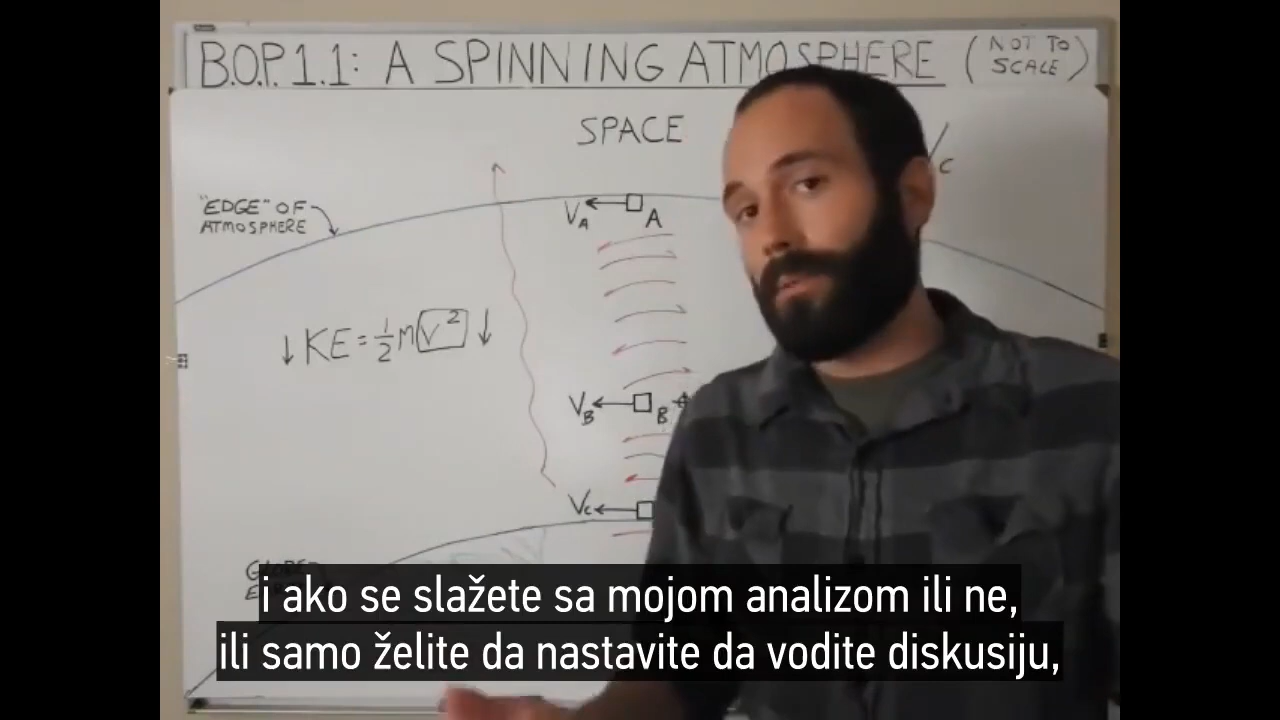 B.O.P. 1.1: A SPINNING ATMOSPHERE (NOT TO SCALE)
SPACE
C
"EDGE" OF
ATMOSPHERE
VA A
↓ KE = 1/2 M V² ↓
VB B
VC
i ako se slažete sa mojom analizom ili ne,
ili samo želite da nastavite da vodite diskusiju,